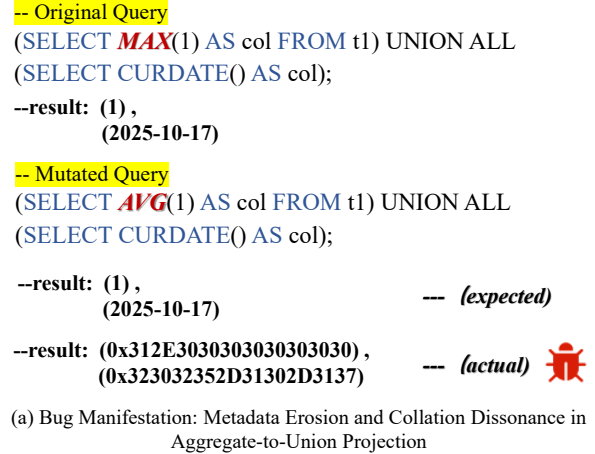 -- Original Query
(SELECT MAX(1) AS col FROM t1) UNION ALL
(SELECT CURDATE() AS col);
--result: (1) ,
(2025-10-17)
-- Mutated Query
(SELECT AVG(1) AS col FROM t1) UNION ALL
(SELECT CURDATE() AS col);
--result: (1) ,
(2025-10-17)
--- (expected)
--result: (0x312E3030303030303030) ,
(0x323032352D31302D3137)
--- (actual)
(a) Bug Manifestation: Metadata Erosion and Collation Dissonance in
Aggregate-to-Union Projection